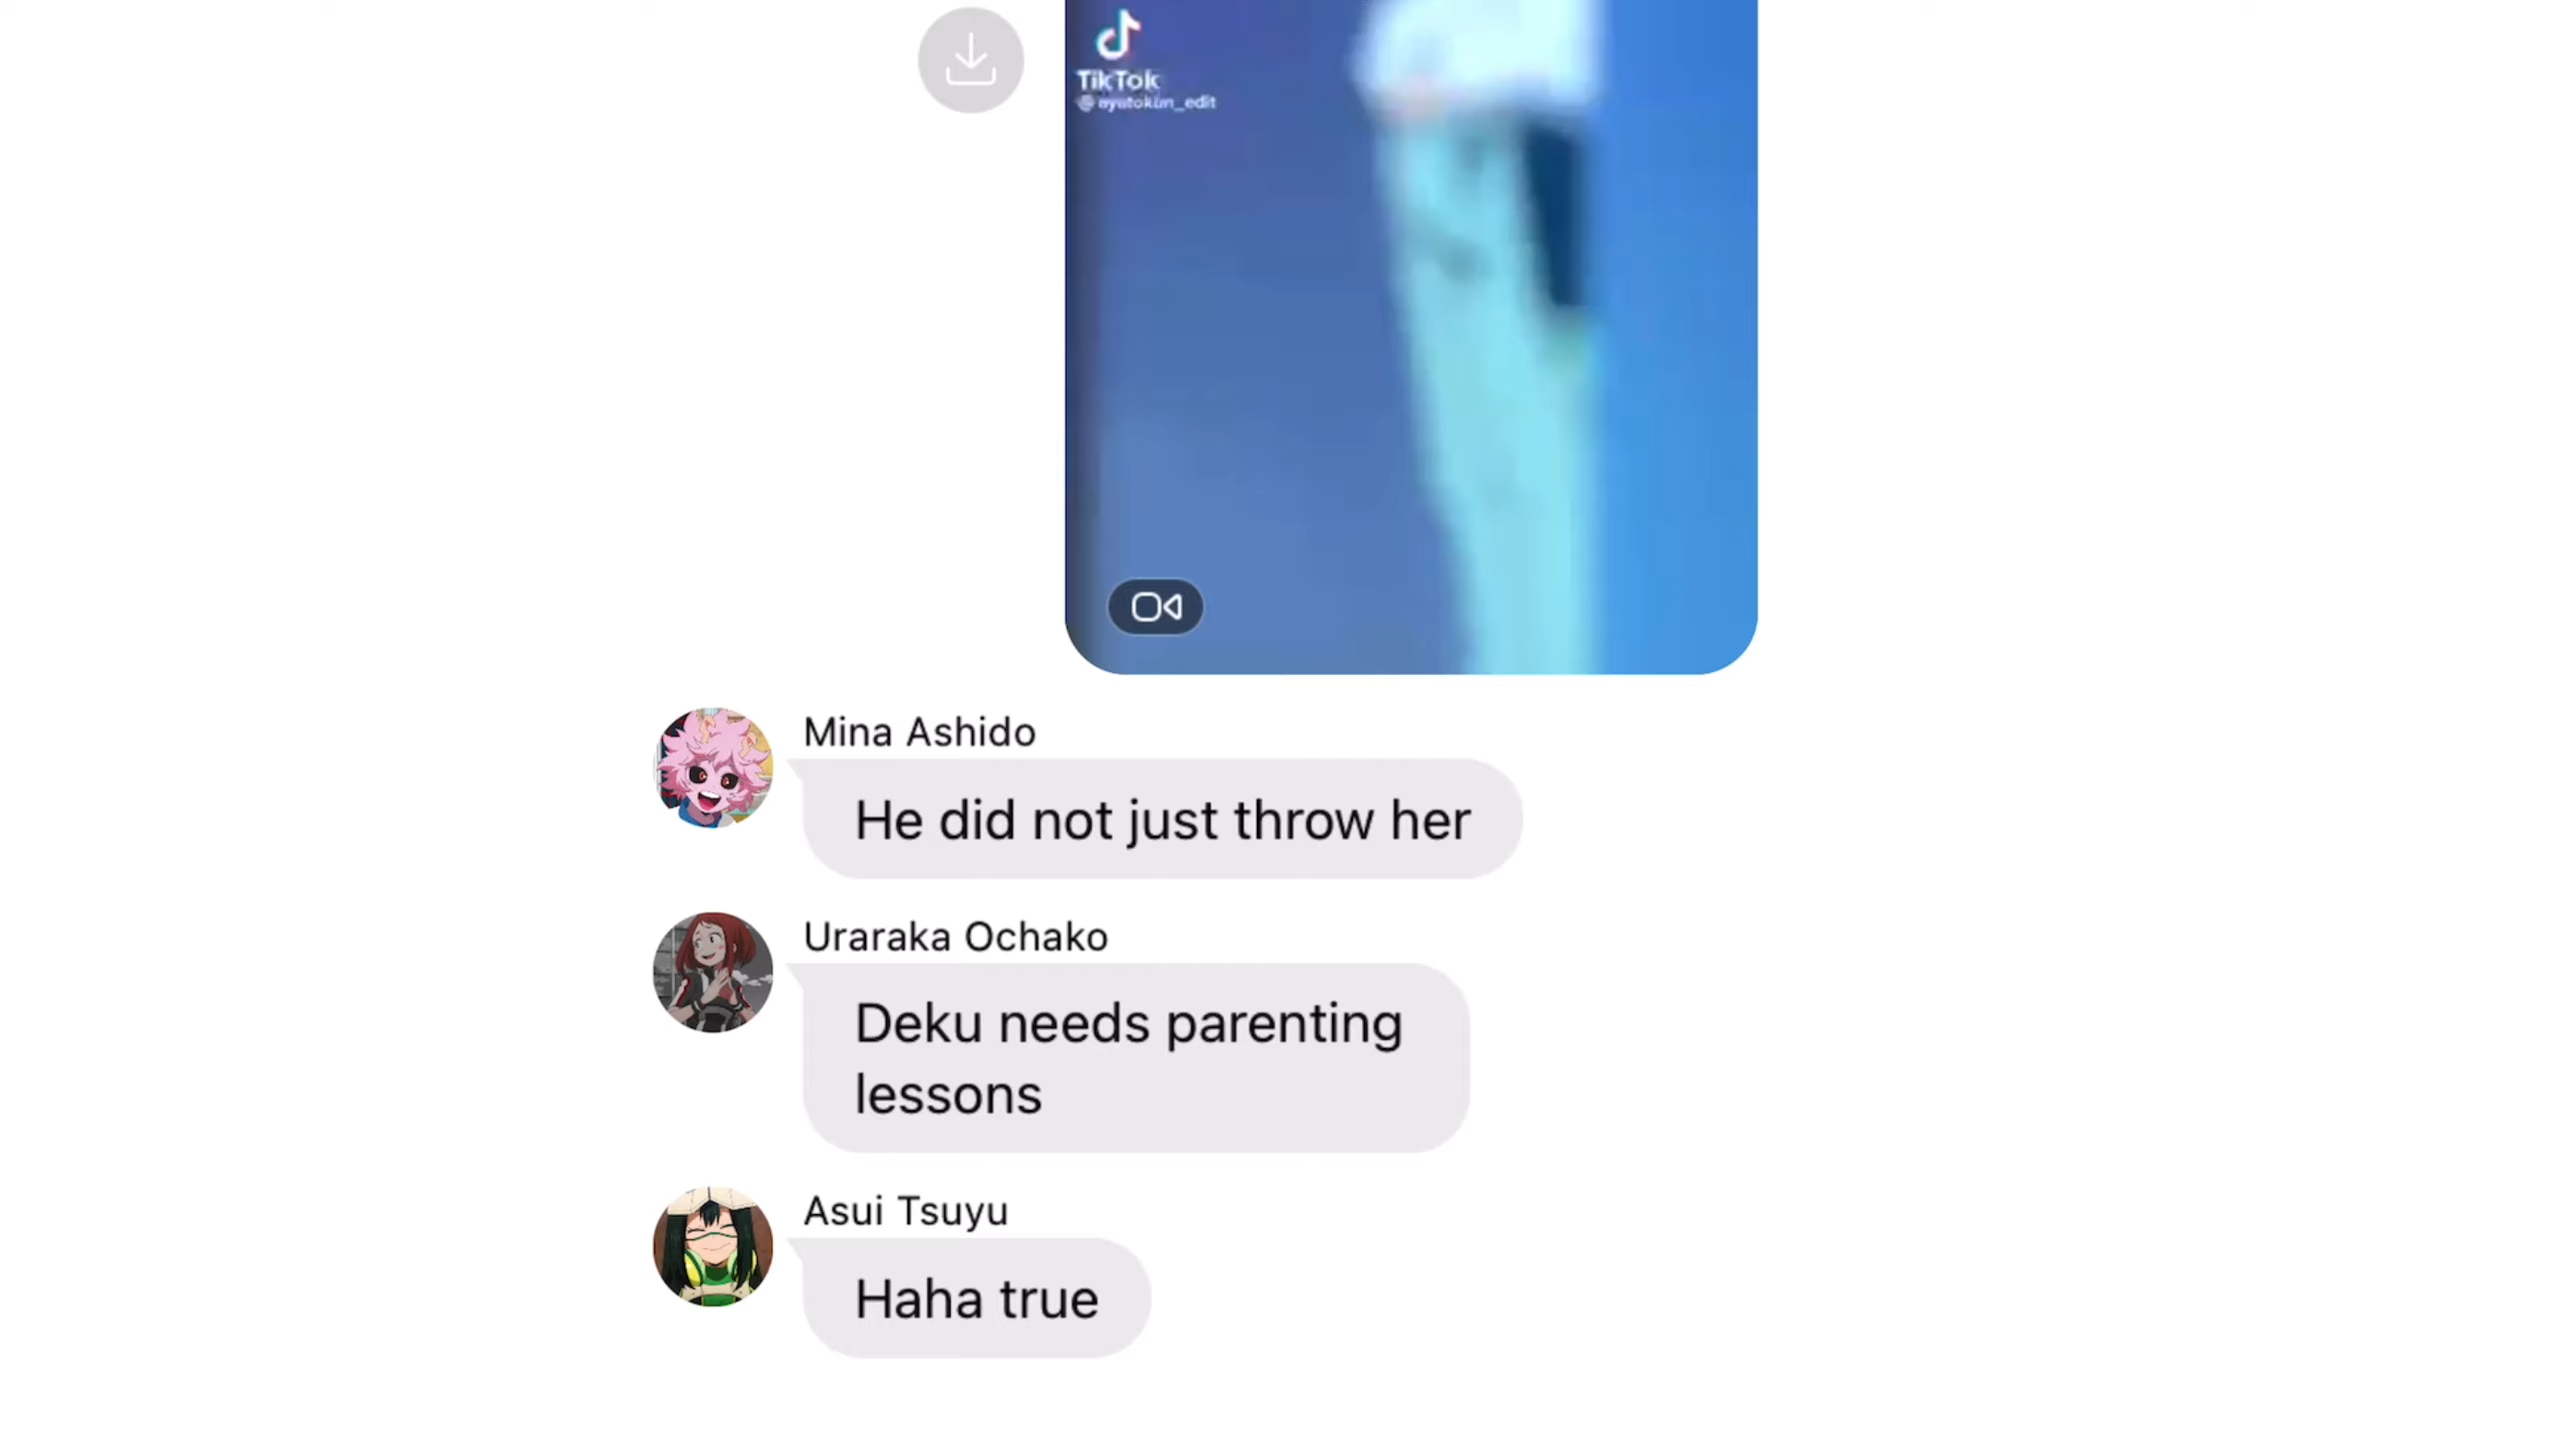 TikTok
Mina Ashido
He did not just throw her
Uraraka Ochako
Deku needs parenting
lessons
Asui Tsuyu
Haha true